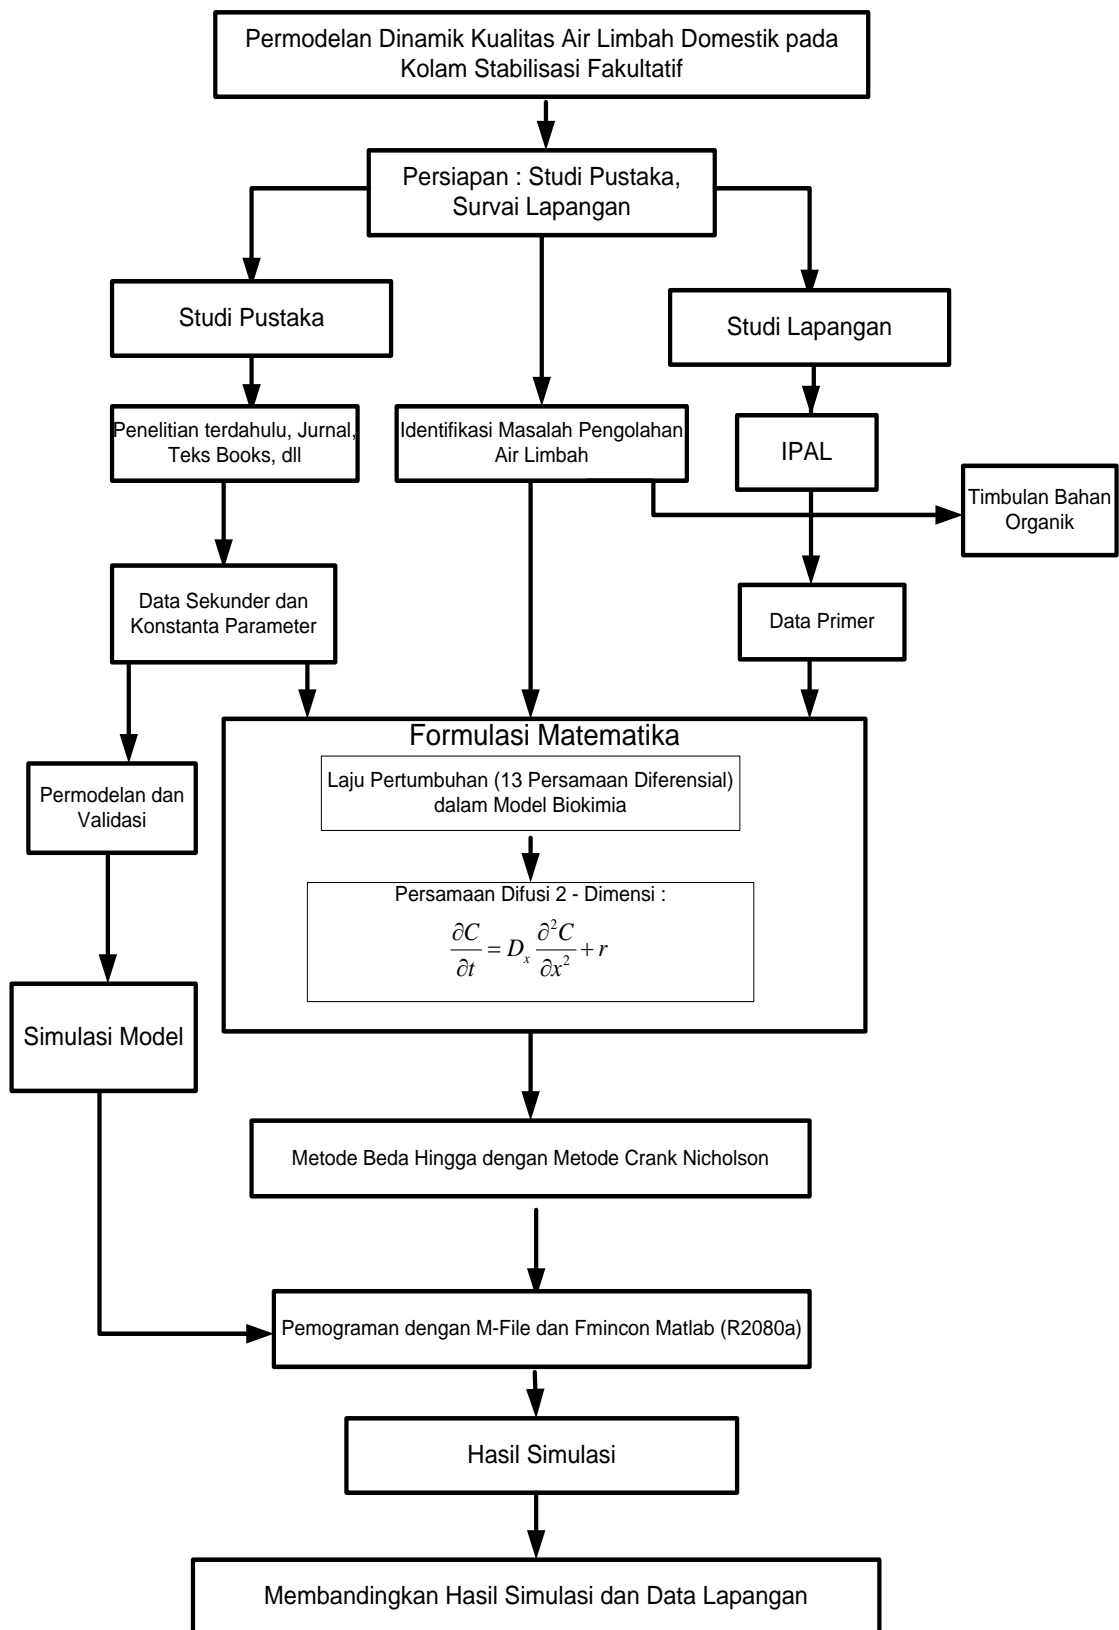 Permodelan Dinamik Kualitas Air Limbah Domestik pada
Kolam Stabilisasi Fakultatif
Persiapan : Studi Pustaka,
Survai Lapangan
Studi Pustaka
Studi Lapangan
Penelitian terdahulu, Jurnal,
Teks Books, dll
Identifikasi Masalah Pengolahan
Air Limbah
IPAL
Timbulan Bahan
Organik
Data Sekunder dan
Konstanta Parameter
Data Primer
Formulasi Matematika
Laju Pertumbuhan (13 Persamaan Diferensial)
dalam Model Biokimia
Permodelan dan
Validasi
Persamaan Difusi 2 - Dimensi :
∂C/∂t = Dₓ ∂²C/∂x² + r
Simulasi Model
Metode Beda Hingga dengan Metode Crank Nicholson
Pemograman dengan M-File dan Fmincon Matlab (R2080a)
Hasil Simulasi
Membandingkan Hasil Simulasi dan Data Lapangan